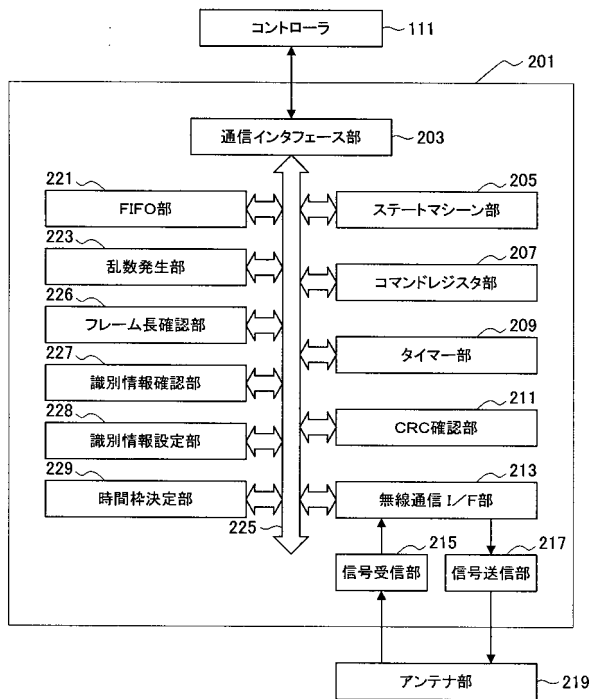 コントローラ
111
201
通信インタフェース部
203
221
FIFO部
205
ステートマシーン部
223
乱数発生部
207
コマンドレジスタ部
226
フレーム長確認部
209
タイマー部
227
識別情報確認部
211
CRC確認部
228
識別情報設定部
213
無線通信I/F部
229
時間枠決定部
225
215
信号受信部
217
信号送信部
アンテナ部
219